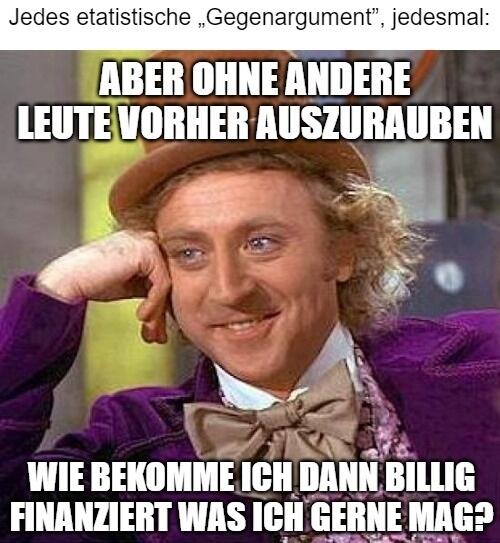 Jedes etatistische „Gegenargument”, jedesmal:
ABER OHNE ANDERE
LEUTE VORHER AUSZURAUBEN
WIE BEKOMME ICH DANN BILLIG
FINANZIERT WAS ICH GERNE MAG?